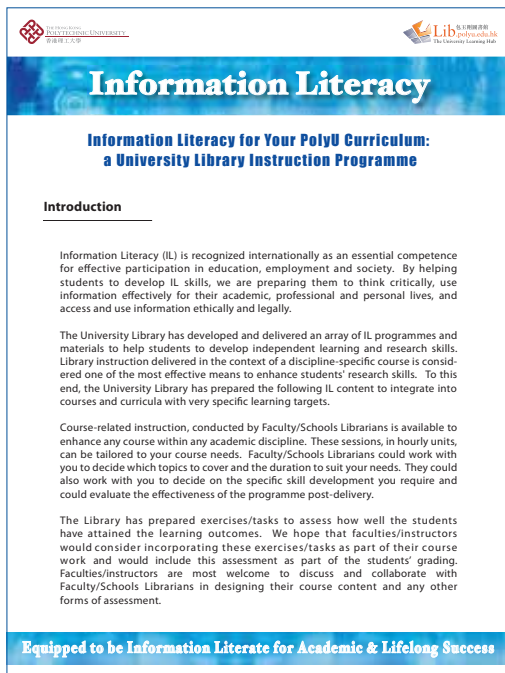 THE HONG KONG
POLYTECHNIC UNIVERSITY
香港理工大學
包玉剛圖書館
Lib.polyu.edu.hk
The University Learning Hub
Information Literacy
Information Literacy for Your PolyU Curriculum:
a University Library Instruction Programme
Introduction
Information Literacy (IL) is recognized internationally as an essential competence
for effective participation in education, employment and society. By helping
students to develop IL skills, we are preparing them to think critically, use
information effectively for their academic, professional and personal lives, and
access and use information ethically and legally.
The University Library has developed and delivered an array of IL programmes and
materials to help students to develop independent learning and research skills.
Library instruction delivered in the context of a discipline-specific course is consid-
ered one of the most effective means to enhance students' research skills. To this
end, the University Library has prepared the following IL content to integrate into
courses and curricula with very specific learning targets.
Course-related instruction, conducted by Faculty/Schools Librarians is available to
enhance any course within any academic discipline. These sessions, in hourly units,
can be tailored to your course needs. Faculty/Schools Librarians could work with
you to decide which topics to cover and the duration to suit your needs. They could
also work with you to decide on the specific skill development you require and
could evaluate the effectiveness of the programme post-delivery.
The Library has prepared exercises/tasks to assess how well the students
have attained the learning outcomes. We hope that faculties/instructors
would consider incorporating these exercises/tasks as part of their course
work and would include this assessment as part of the students' grading.
Faculties/instructors are most welcome to discuss and collaborate with
Faculty/Schools Librarians in designing their course content and any other
forms of assessment.
Equipped to be Information Literate for Academic & Lifelong Success